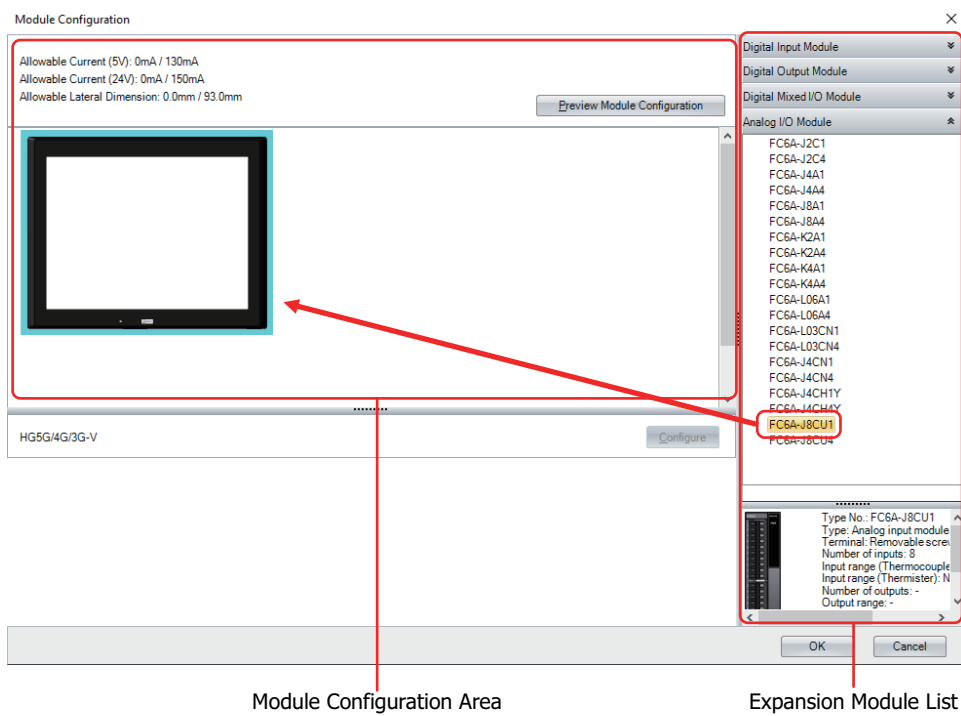 Module Configuration
Allowable Current (5V): 0mA / 130mA
Allowable Current (24V): 0mA / 150mA
Allowable Lateral Dimension: 0.0mm / 93.0mm
Preview Module Configuration
HG5G/4G/3G-V
Configure
Digital Input Module
Digital Output Module
Digital Mixed I/O Module
Analog I/O Module
FC6A-J2C1
FC6A-J2C4
FC6A-J4A1
FC6A-J4A4
FC6A-J8A1
FC6A-J8A4
FC6A-K2A1
FC6A-K2A4
FC6A-K4A1
FC6A-K4A4
FC6A-L06A1
FC6A-L06A4
FC6A-L03CN1
FC6A-L03CN4
FC6A-J4CN1
FC6A-J4CN4
FC6A-J4CH1Y
FC6A-J4CH4Y
FC6A-J8CU1
FC6A-J8CU4
Type No.: FC6A-J8CU1
Type: Analog input module
Terminal: Removable screw
Number of inputs: 8
Input range (Thermocouple
Input range (Thermister): N
Number of outputs: -
Output range: -
OK
Cancel
Module Configuration Area
Expansion Module List